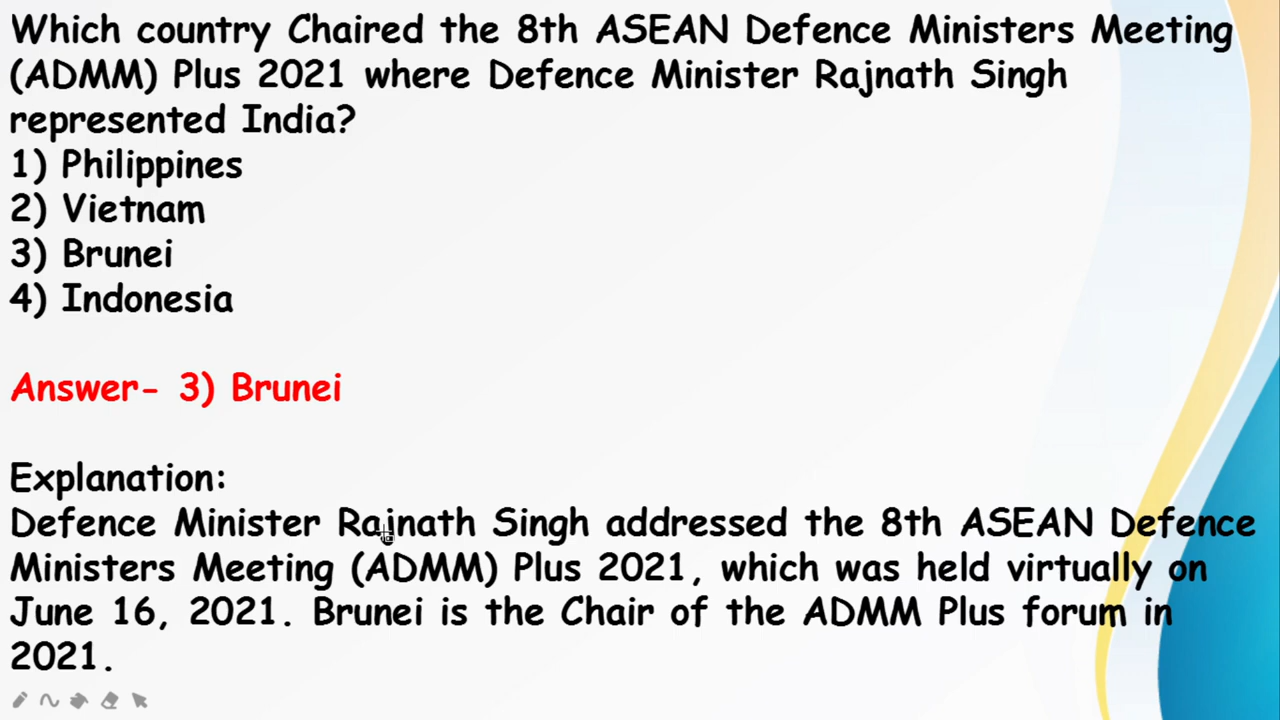 Which country Chaired the 8th ASEAN Defence Ministers Meeting
(ADMM) Plus 2021 where Defence Minister Rajnath Singh
represented India?
1) Philippines
2) Vietnam
3) Brunei
4) Indonesia
Answer- 3) Brunei
Explanation:
Defence Minister Rajnath Singh addressed the 8th ASEAN Defence
Ministers Meeting (ADMM) Plus 2021, which was held virtually on
June 16, 2021. Brunei is the Chair of the ADMM Plus forum in
2021.